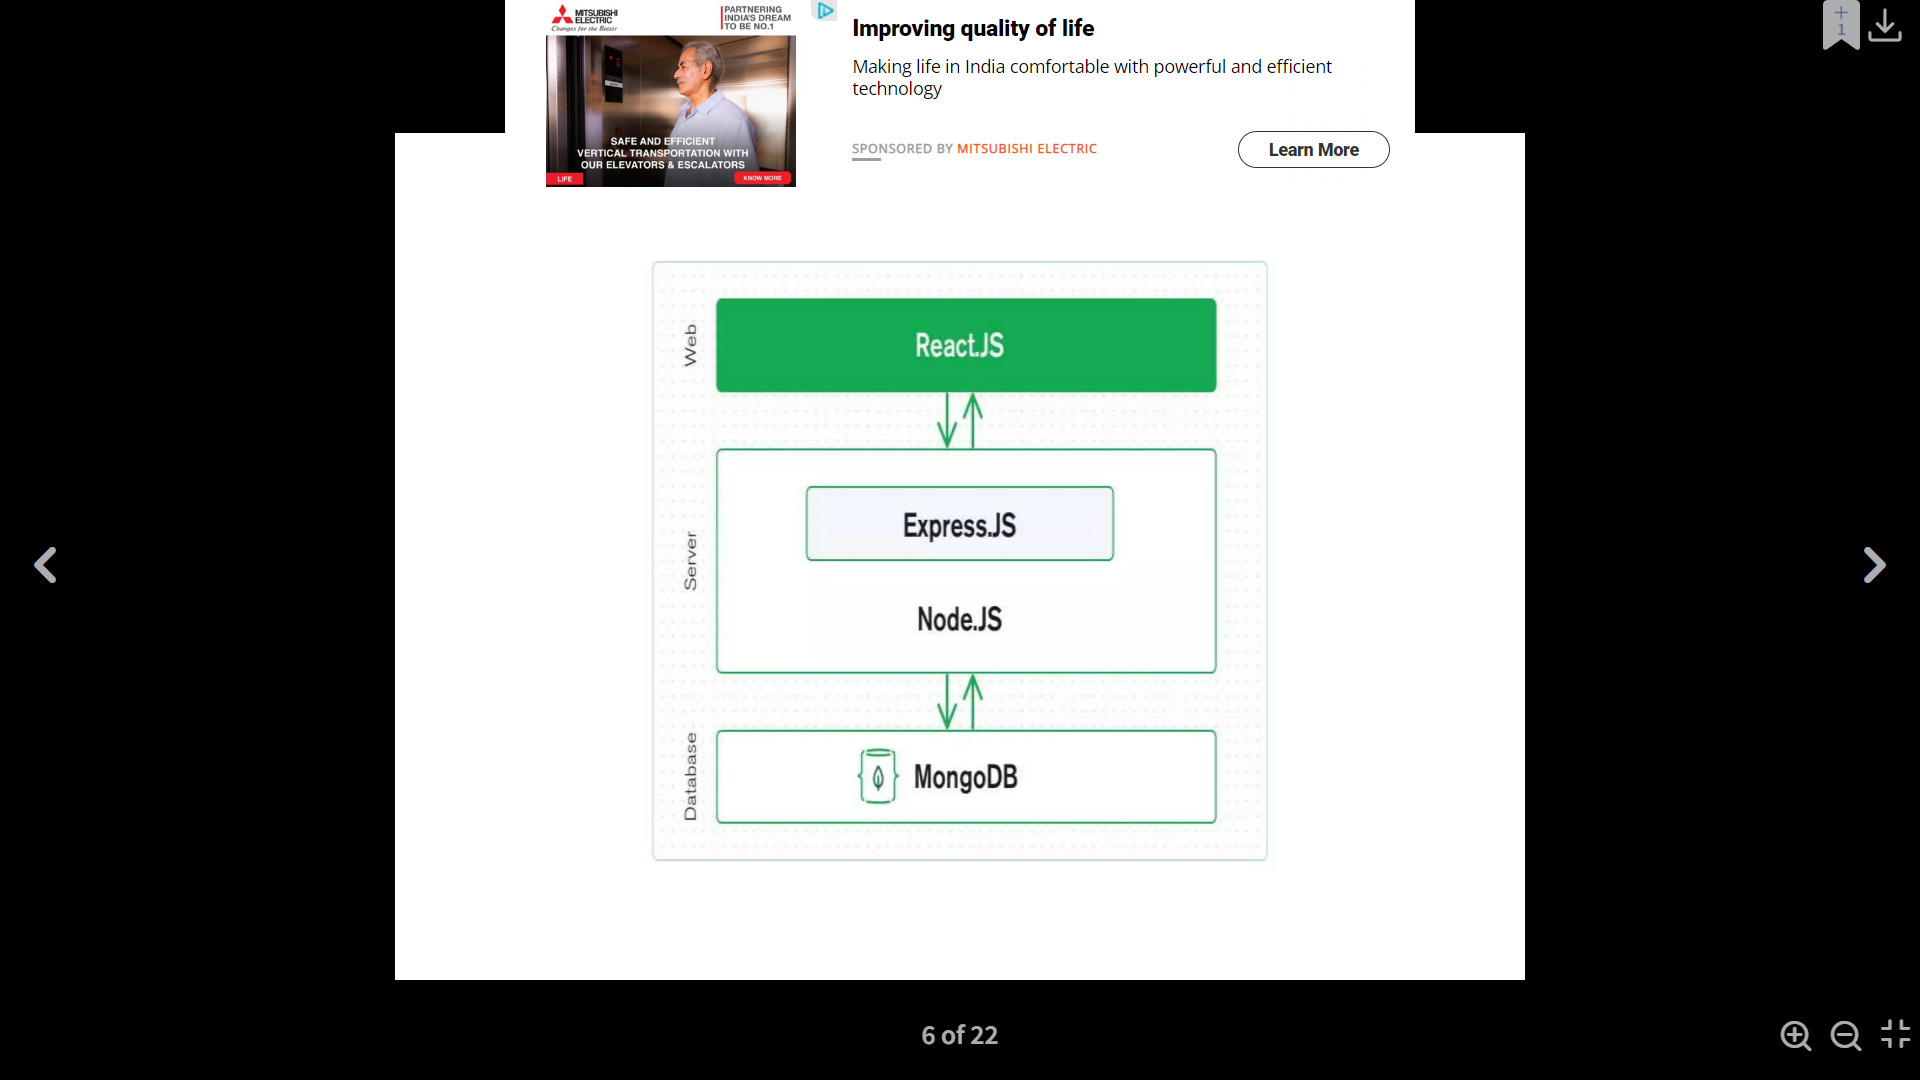 MITSUBISHI
ELECTRIC
Changes for the Better
PARTNERING
INDIA'S DREAM
TO BE NO.1
SAFE AND EFFICIENT
VERTICAL TRANSPORTATION WITH
OUR ELEVATORS & ESCALATORS
LIFE
KNOW MORE
Improving quality of life
Making life in India comfortable with powerful and efficient
technology
SPONSORED BY MITSUBISHI ELECTRIC
Learn More
+
1
Web
React.JS
Server
Express.JS
Node.JS
Database
MongoDB
6 of 22